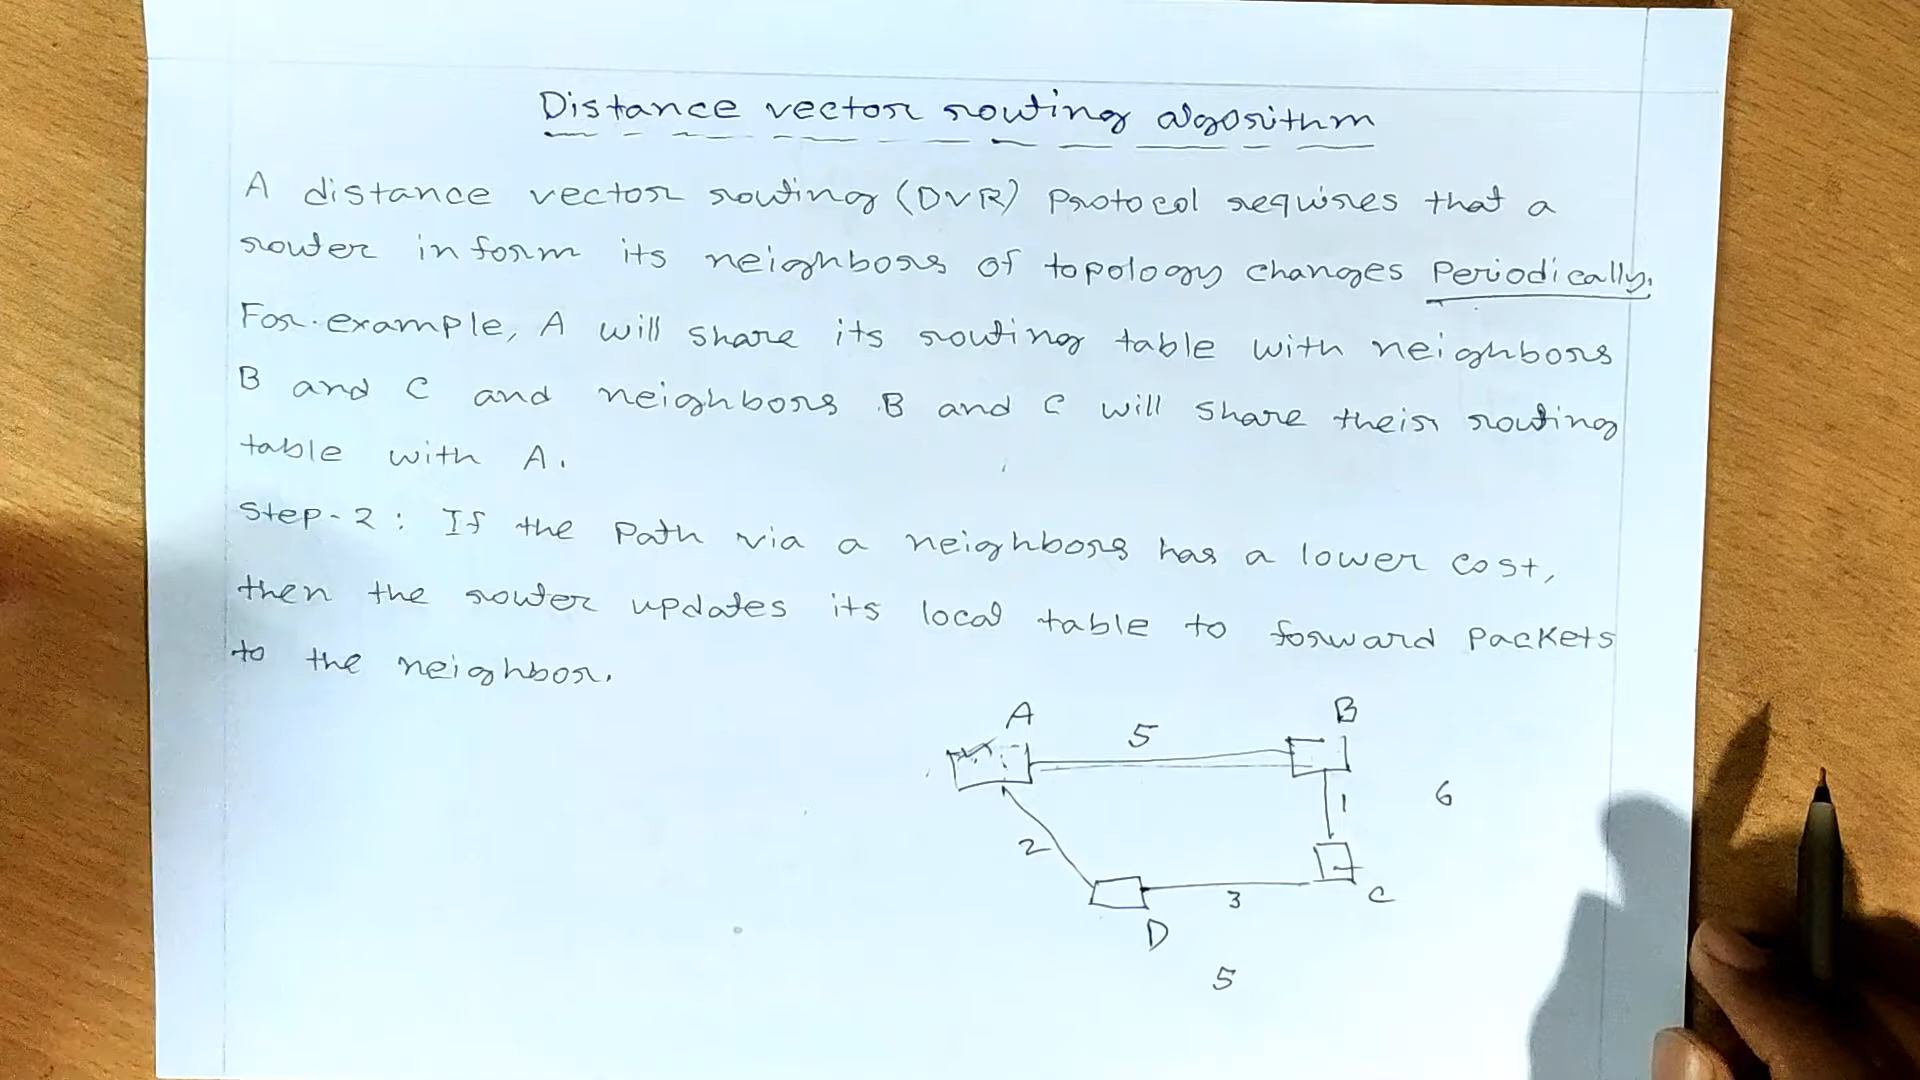 Distance vector routing algorithm
A distance vector routing (DVR) Protocol requires that a
router inform its neighbors of topology changes Periodically.
For example, A will share its routing table with neighbors
B and C and neighbors B and C will share their routing
table with A.
Step-2: If the Path via a neighbors has a lower cost,
then the router updates its local table to forward Packets
to the neighbor.
A 5 B
1 6
2
3 C
D
5